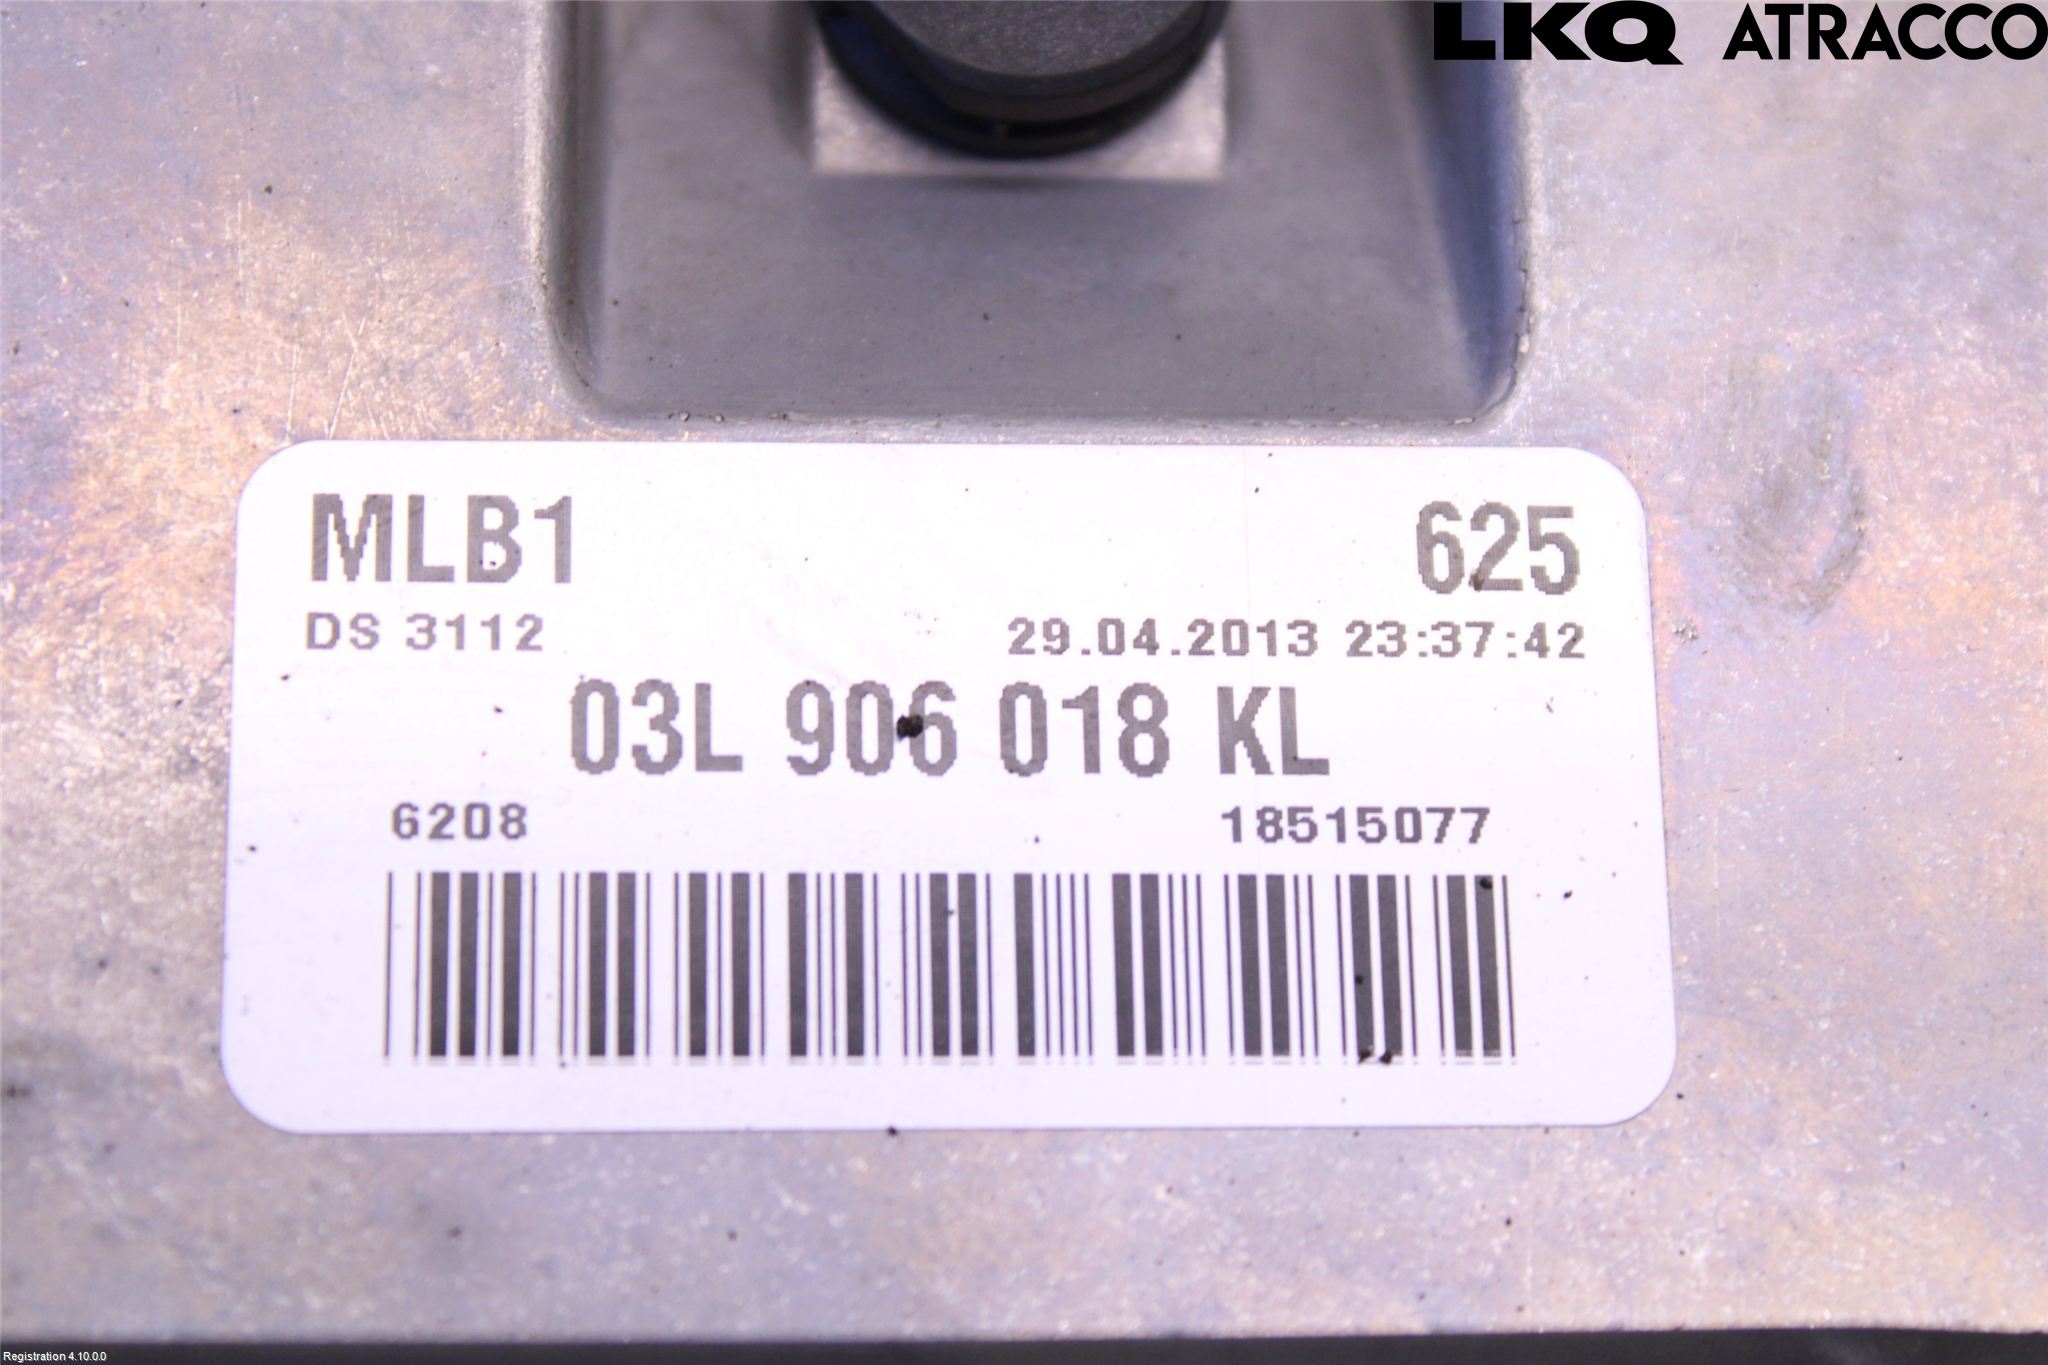 LKQ ATRACCO
MLB1 625
DS 3112 29.04.2013 23:37:42
03L 906 018 KL
6208 18515077
Registration 4.10.0.0